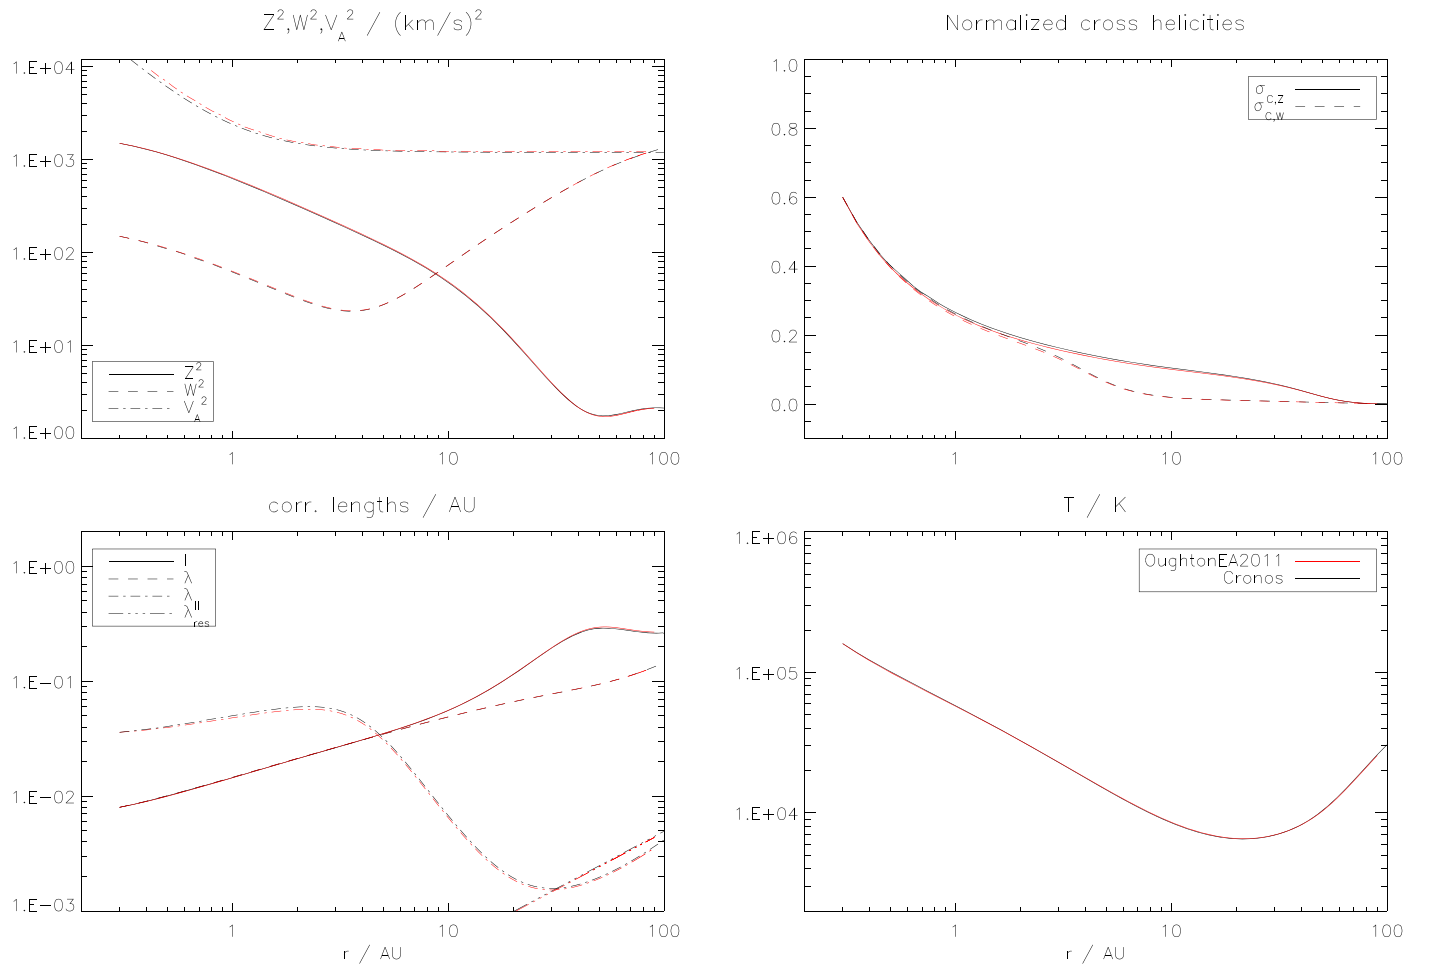 Z²,W²,V_A² / (km/s)²
1.E+04
1.E+03
1.E+02
1.E+01
1.E+00
Z²
W²
V_A²
1 10 100
Normalized cross helicities
1.0
0.8
0.6
0.4
0.2
0.0
σ_C,Z
σ_C,W
1 10 100
corr. lengths / AU
1.E+00
1.E-01
1.E-02
1.E-03
l
λ
λ_||
λ_res
1 10 100
r / AU
T / K
1.E+06
1.E+05
1.E+04
OughtonEA2011
Cronos
1 10 100
r / AU